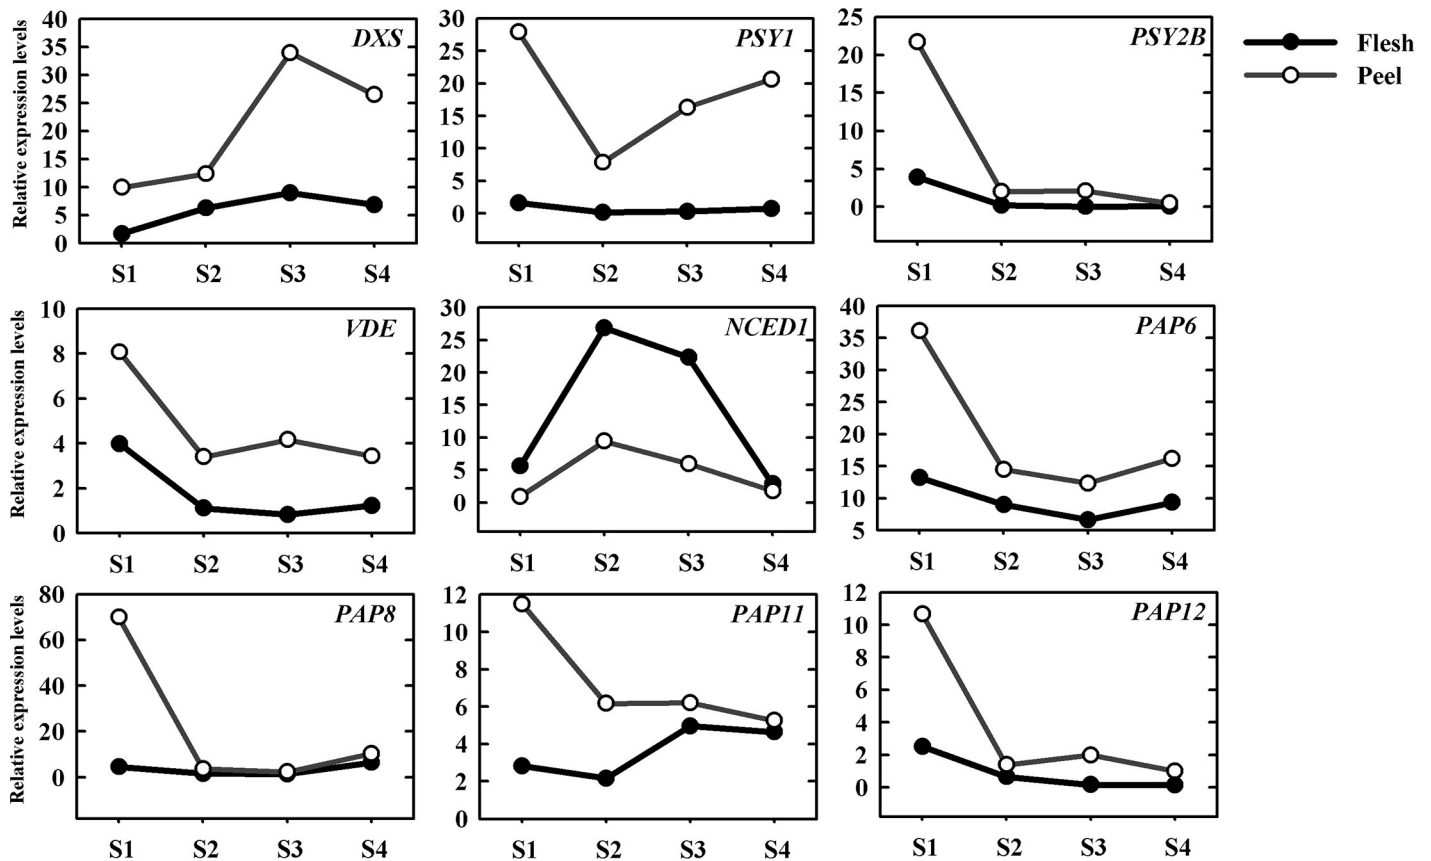 40
35
30
25
20
15
10
5
0
Relative expression levels
DXS
S1 S2 S3 S4
30
25
20
15
10
5
0
PSY1
S1 S2 S3 S4
25
20
15
10
5
0
PSY2B
S1 S2 S3 S4
Flesh
Peel
10
8
6
4
2
0
Relative expression levels
VDE
S1 S2 S3 S4
30
25
20
15
10
5
0
NCED1
S1 S2 S3 S4
40
35
30
25
20
15
10
5
PAP6
S1 S2 S3 S4
80
60
40
20
0
Relative expression levels
PAP8
S1 S2 S3 S4
12
10
8
6
4
2
0
PAP11
S1 S2 S3 S4
12
10
8
6
4
2
0
PAP12
S1 S2 S3 S4